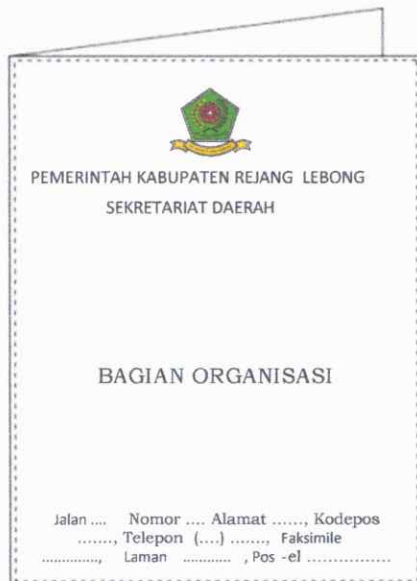 PEMERINTAH KABUPATEN REJANG LEBONG
SEKRETARIAT DAERAH
BAGIAN ORGANISASI
Jalan .... Nomor .... Alamat ......, Kodepos
......., Telepon (....) ......., Faksimile
............., Laman ............ , Pos -el ...............